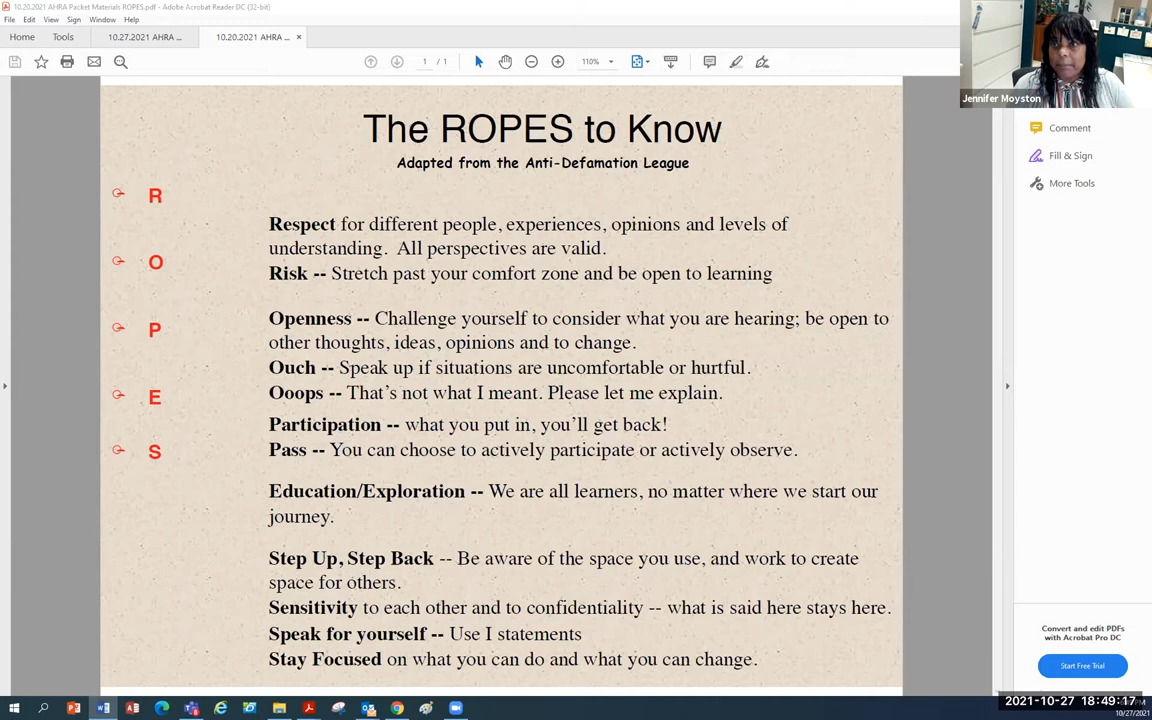 10.20.2021 AHRA Packet Materials ROPES.pdf - Adobe Acrobat Reader DC (32-bit)
File Edit View Sign Window Help
Home Tools 10.27.2021 AHRA ... 10.20.2021 AHRA ... ×
1 / 1 110%
Jennifer Moyston
Comment
Fill & Sign
More Tools
The ROPES to Know
Adapted from the Anti-Defamation League
R
Respect for different people, experiences, opinions and levels of
understanding. All perspectives are valid.
Risk -- Stretch past your comfort zone and be open to learning
O
Openness -- Challenge yourself to consider what you are hearing; be open to
other thoughts, ideas, opinions and to change.
Ouch -- Speak up if situations are uncomfortable or hurtful.
Ooops -- That's not what I meant. Please let me explain.
P
Participation -- what you put in, you'll get back!
Pass -- You can choose to actively participate or actively observe.
E
Education/Exploration -- We are all learners, no matter where we start our
journey.
S
Step Up, Step Back -- Be aware of the space you use, and work to create
space for others.
Sensitivity to each other and to confidentiality -- what is said here stays here.
Speak for yourself -- Use I statements
Stay Focused on what you can do and what you can change.
Convert and edit PDFs
with Acrobat Pro DC
Start Free Trial
2021-10-27 18:49:17
10/27/2021